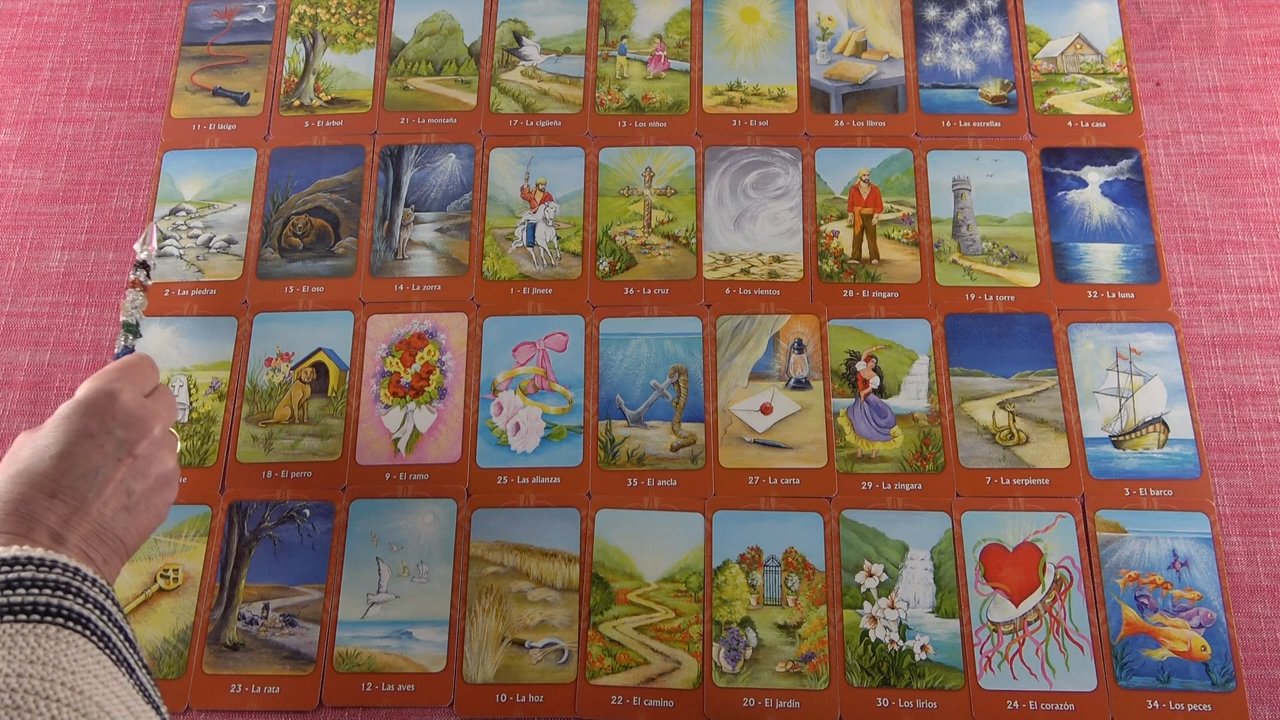 11 - El látigo
5 - El árbol
21 - La montaña
17 - La cigüeña
13 - Los niños
31 - El sol
26 - Los libros
16 - Las estrellas
4 - La casa
2 - Las piedras
15 - El oso
14 - La zorra
1 - El Jinete
36 - La cruz
6 - Los vientos
28 - El zíngaro
19 - La torre
32 - La luna
18 - El perro
9 - El ramo
25 - Las alianzas
35 - El ancla
27 - La carta
29 - La zíngara
7 - La serpiente
3 - El barco
23 - La rata
12 - Las aves
10 - La hoz
22 - El camino
20 - El jardín
30 - Los lirios
24 - El corazón
34 - Los peces